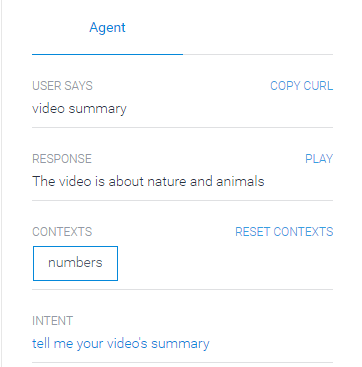 Agent
USER SAYS COPY CURL
video summary
RESPONSE PLAY
The video is about nature and animals
CONTEXTS RESET CONTEXTS
numbers
INTENT
tell me your video's summary